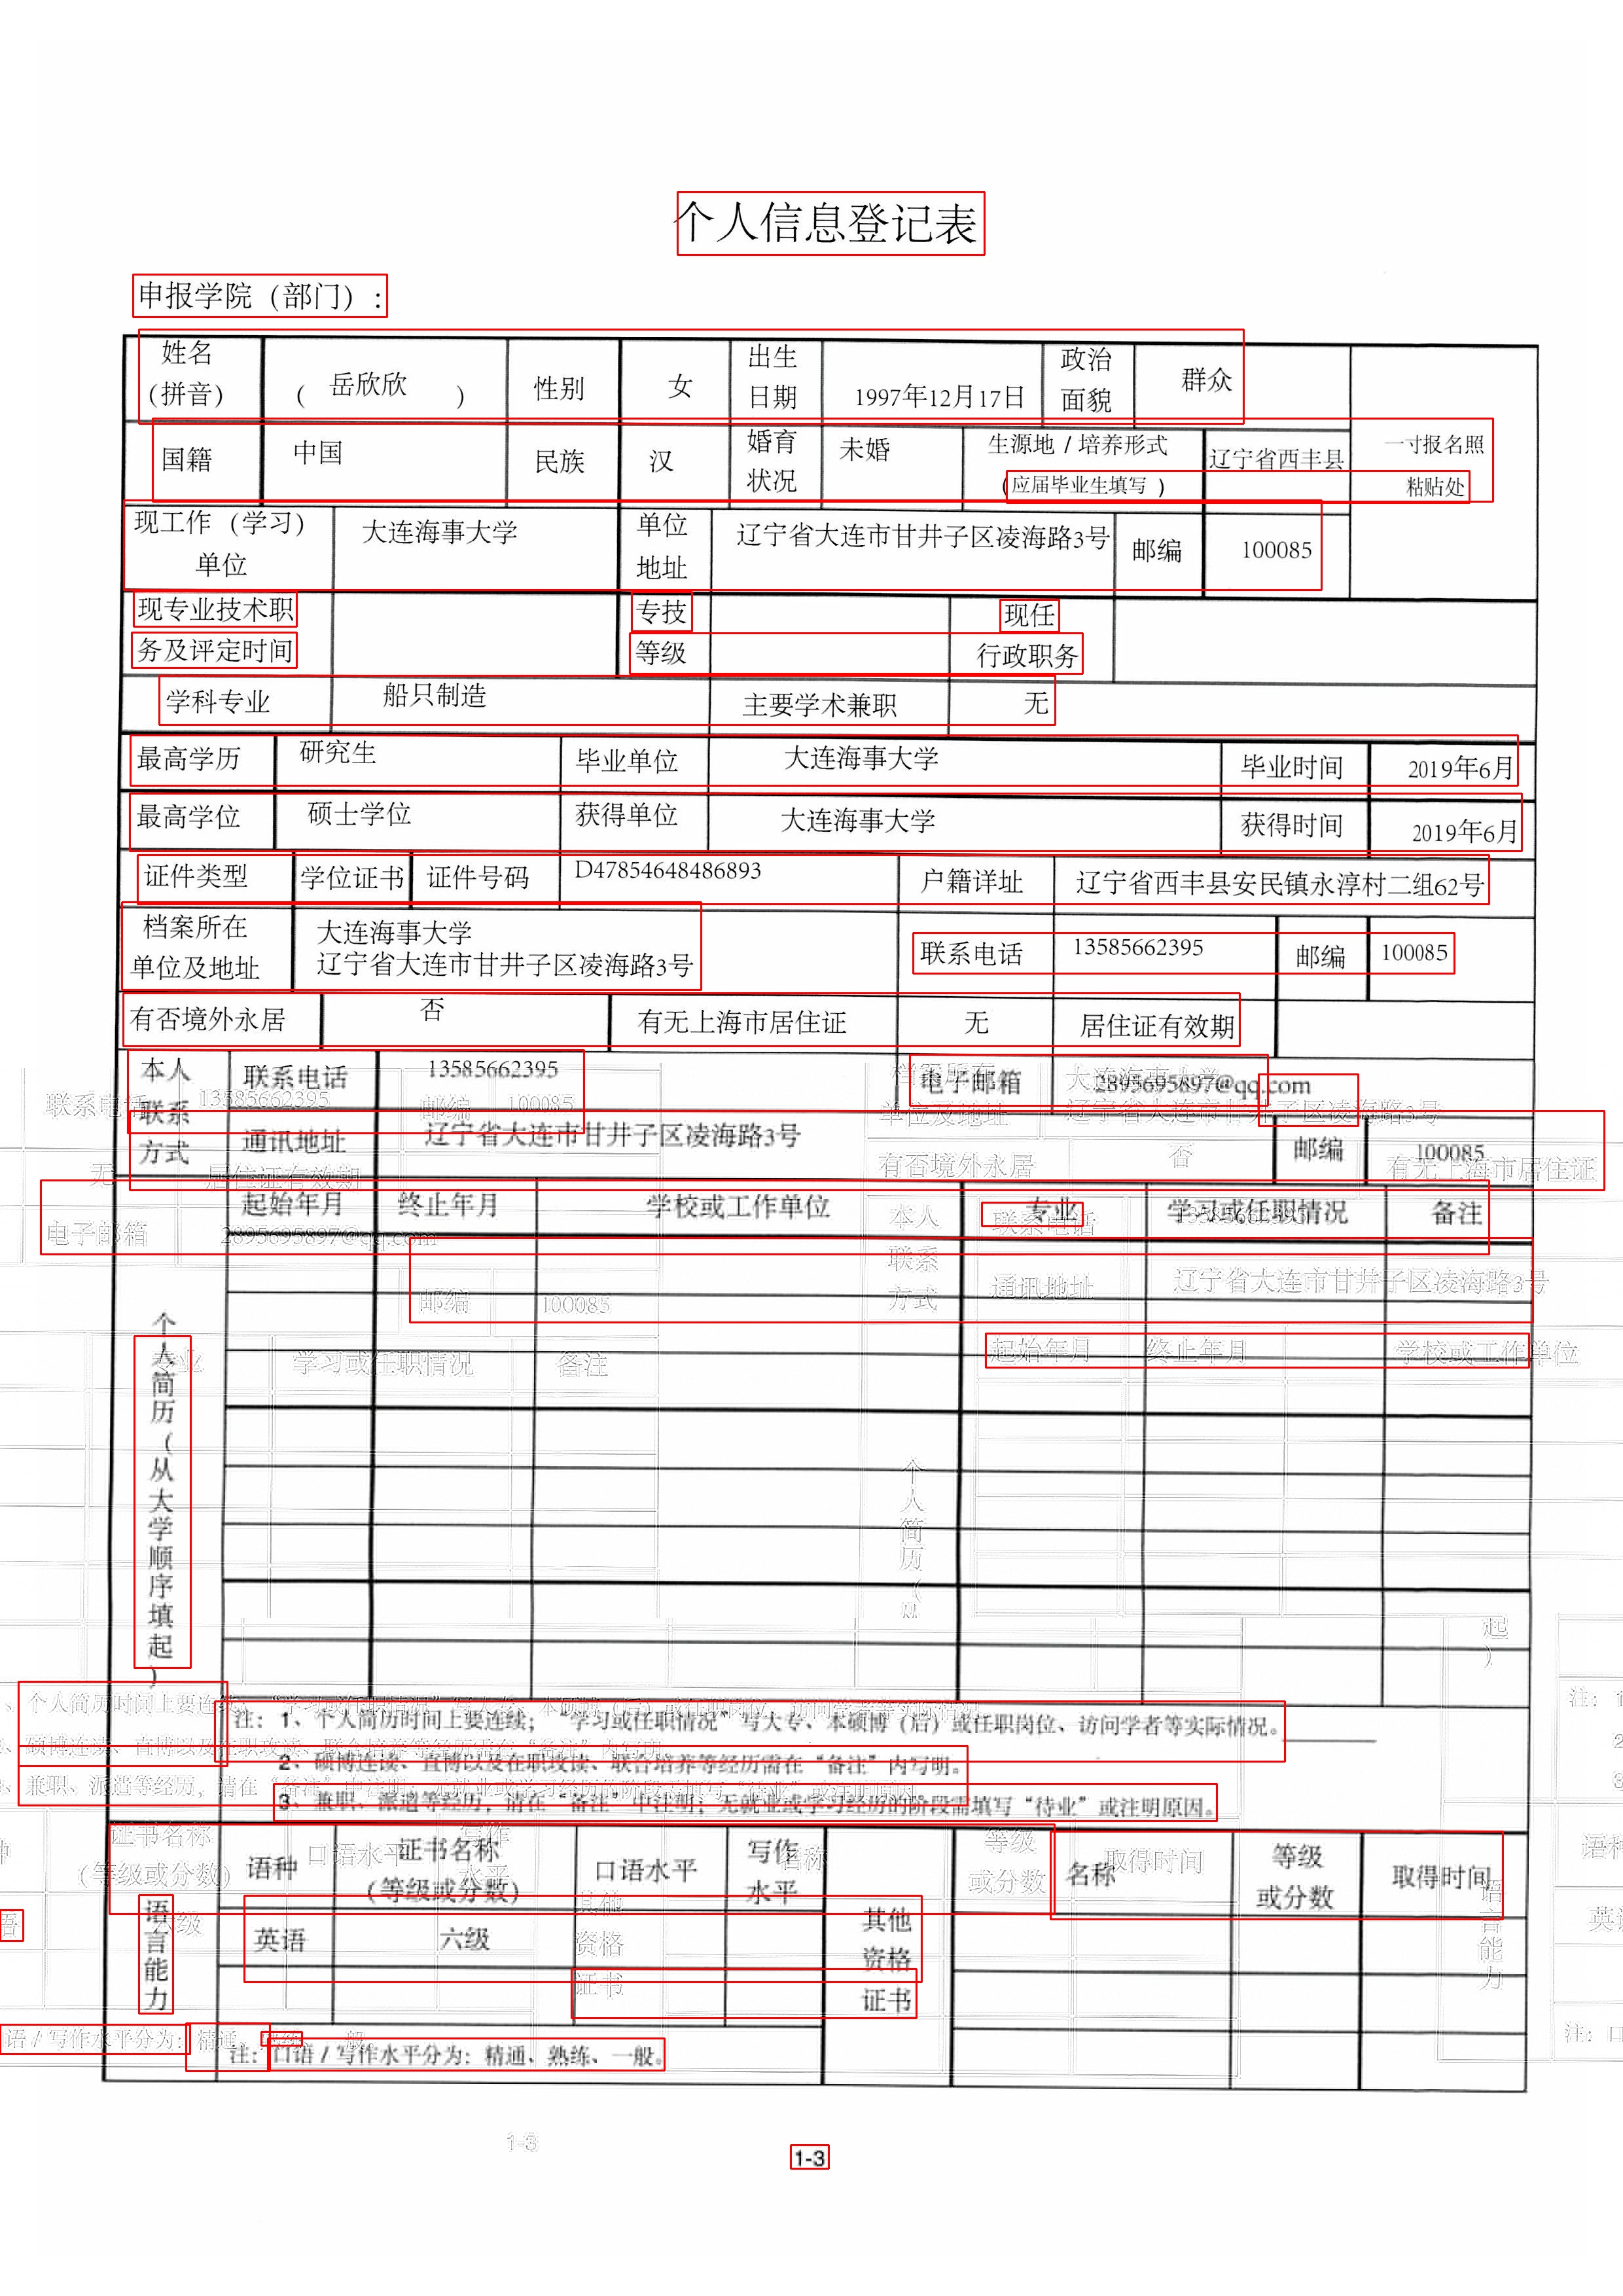 个人信息登记表
申报学院（部门）:
姓名 出生 政治
（拼音） （ 岳欣欣 ） 性别 女 日期 1997年12月17日 面貌 群众
国籍 中国 民族 汉 婚育 未婚 生源地 / 培养形式 辽宁省西丰县 一寸报名照
状况 （应届毕业生填写） 粘贴处
现工作（学习） 大连海事大学 单位 辽宁省大连市甘井子区凌海路3号 邮编 100085
单位 地址
现专业技术职 专技 现任
务及评定时间 等级 行政职务
学科专业 船只制造 主要学术兼职 无
最高学历 研究生 毕业单位 大连海事大学 毕业时间 2019年6月
最高学位 硕士学位 获得单位 大连海事大学 获得时间 2019年6月
证件类型 学位证书 证件号码 D47854648486893 户籍详址 辽宁省西丰县安民镇永淳村二组62号
档案所在 大连海事大学
单位及地址 辽宁省大连市甘井子区凌海路3号 联系电话 13585662395 邮编 100085
有否境外永居 否 有无上海市居住证 无 居住证有效期
本人 联系电话 13585662395 电子邮箱 2895695897@qq.com
联系
方式 通讯地址 辽宁省大连市甘井子区凌海路3号 邮编 100085
起始年月 终止年月 学校或工作单位 专业 学习或任职情况 备注
个人简历（从大学顺序填起）
注: 1、个人简历时间上要连续; “学习或任职情况”写大专、本硕博（后）或任职岗位、访问学者等实际情况。
2、硕博连读、直博以及在职攻读、联合培养等经历需在“备注”内写明。
3、兼职、派遣等经历, 请在“备注”中注明; 无就业或学习经历的阶段需填写“待业”或注明原因。
语种 证书名称 口语水平 写作 名称 等级 取得时间
（等级或分数） 水平 或分数
语言能力
英语 六级 其他
资格
证书
注: 口语 / 写作水平分为: 精通、熟练、一般。
1-3